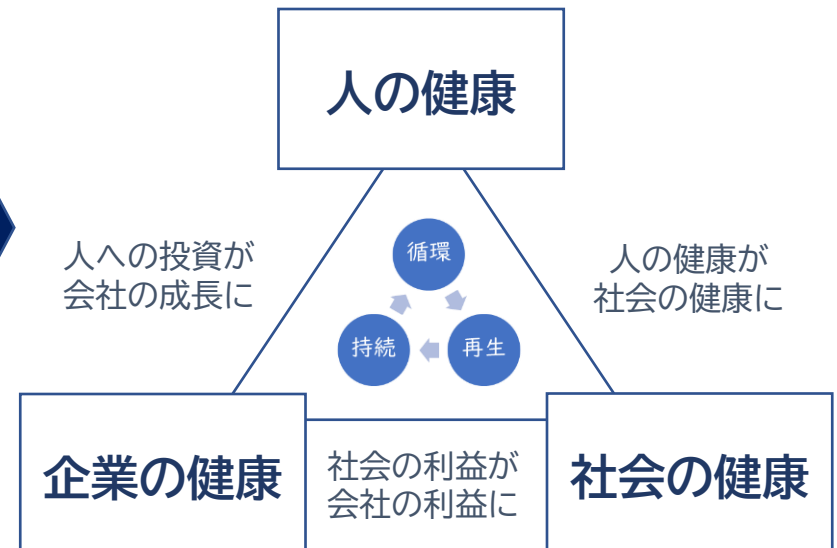 人の健康
人への投資が
会社の成長に
循環
持続
再生
人の健康が
社会の健康に
企業の健康
社会の利益が
会社の利益に
社会の健康